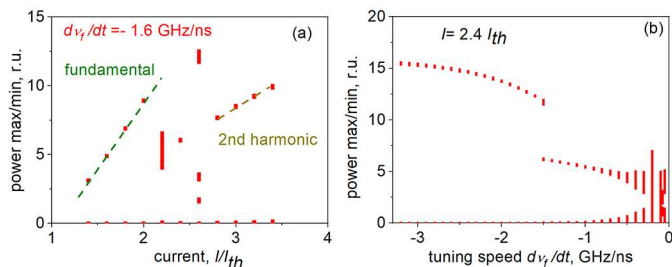 dν_f/dt =- 1.6 GHz/ns
(a)
fundamental
2nd harmonic
power max/min, r.u.
15
10
5
0
1
2
3
4
current, I/I_th
I= 2.4 I_th
(b)
power max/min, r.u.
20
15
10
5
0
-3
-2
-1
0
tuning speed dν_f/dt, GHz/ns